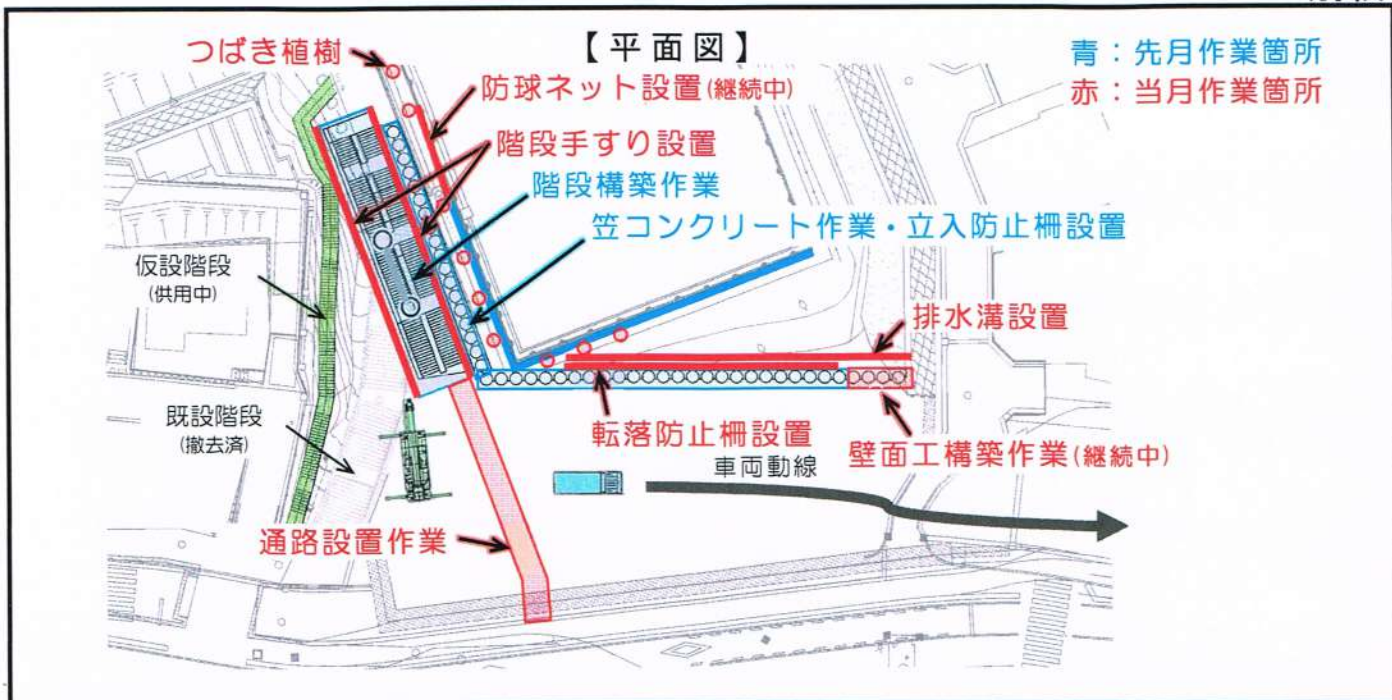 【平面図】
青：先月作業箇所
赤：当月作業箇所
つばき植樹
防球ネット設置(継続中)
階段手すり設置
階段構築作業
笠コンクリート作業・立入防止柵設置
仮設階段
(供用中)
排水溝設置
既設階段
(撤去済)
転落防止柵設置
壁面工構築作業(継続中)
車両動線
通路設置作業